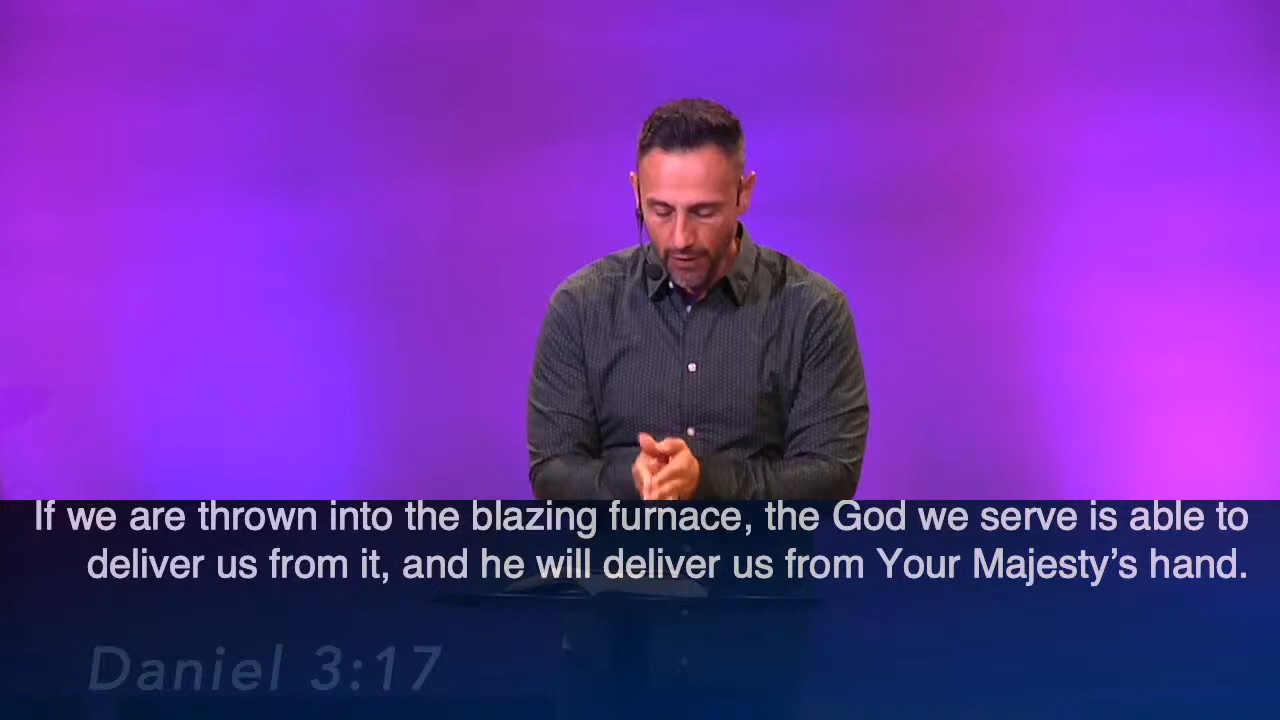 If we are thrown into the blazing furnace, the God we serve is able to
deliver us from it, and he will deliver us from Your Majesty’s hand.
Daniel 3:17